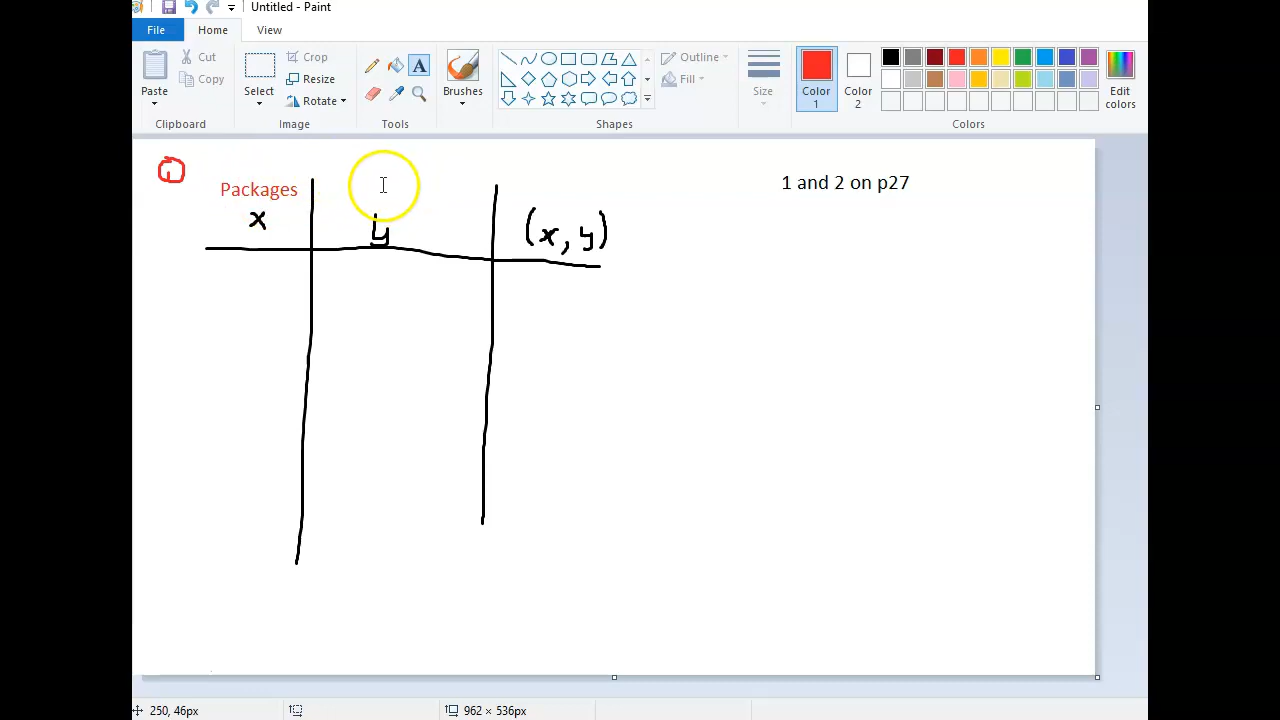 Untitled - Paint
File Home View
Paste
Cut
Copy
Clipboard
Select
Crop
Resize
Rotate
Image
A
Tools
Brushes
Outline
Fill
Shapes
Size
Color 1
Color 2
Edit colors
Colors
1
Packages
1 and 2 on p27
x y (x, y)
250, 46px
962 × 536px